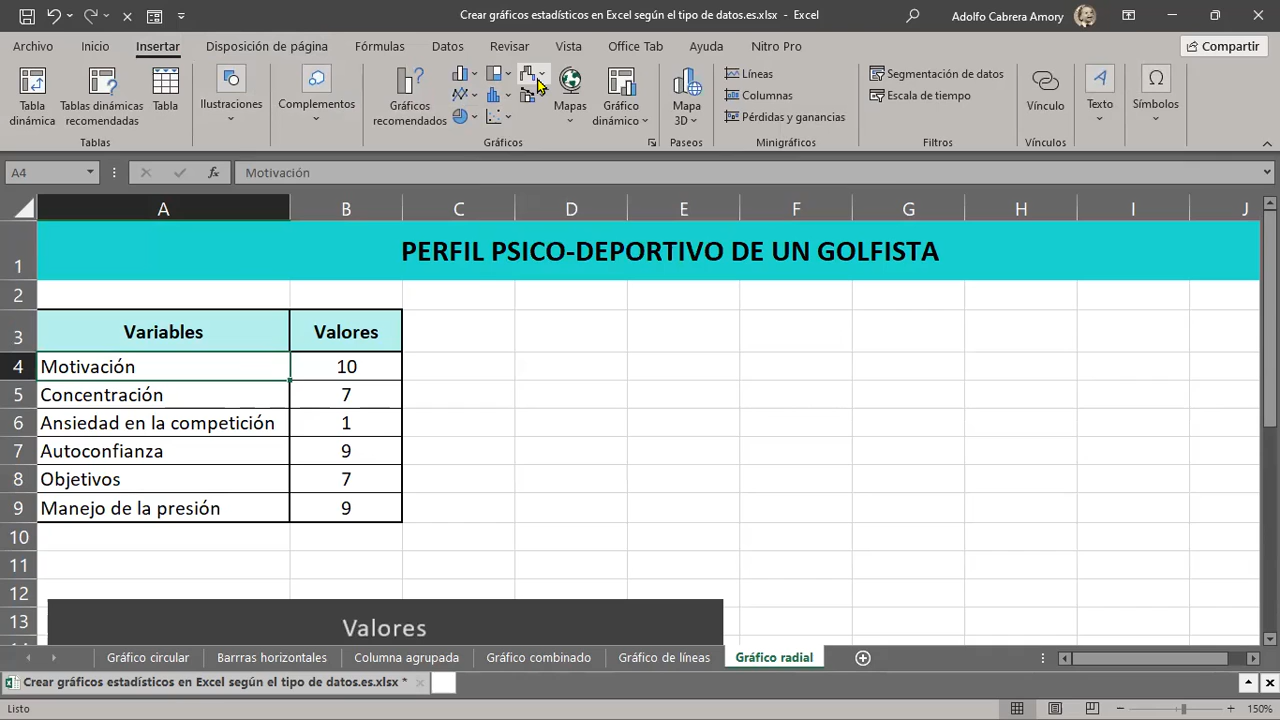 Crear gráficos estadísticos en Excel según el tipo de datos.es.xlsx - Excel
Adolfo Cabrera Amory
Archivo Inicio Insertar Disposición de página Fórmulas Datos Revisar Vista Office Tab Ayuda Nitro Pro Compartir
Tabla dinámica
Tablas dinámicas recomendadas
Tabla
Tablas
Ilustraciones
Complementos
Gráficos recomendados
Mapas
Gráfico dinámico
Gráficos
Mapa 3D
Paseos
Líneas
Columnas
Pérdidas y ganancias
Minigráficos
Segmentación de datos
Escala de tiempo
Filtros
Vínculo
Vínculos
Texto
Símbolos
A4 fx Motivación
A B C D E F G H I J
1 PERFIL PSICO-DEPORTIVO DE UN GOLFISTA
2
3 Variables Valores
4 Motivación 10
5 Concentración 7
6 Ansiedad en la competición 1
7 Autoconfianza 9
8 Objetivos 7
9 Manejo de la presión 9
10
11
12
13 Valores
Gráfico circular Barrras horizontales Columna agrupada Gráfico combinado Gráfico de líneas Gráfico radial
Crear gráficos estadísticos en Excel según el tipo de datos.es.xlsx *
Listo 150%